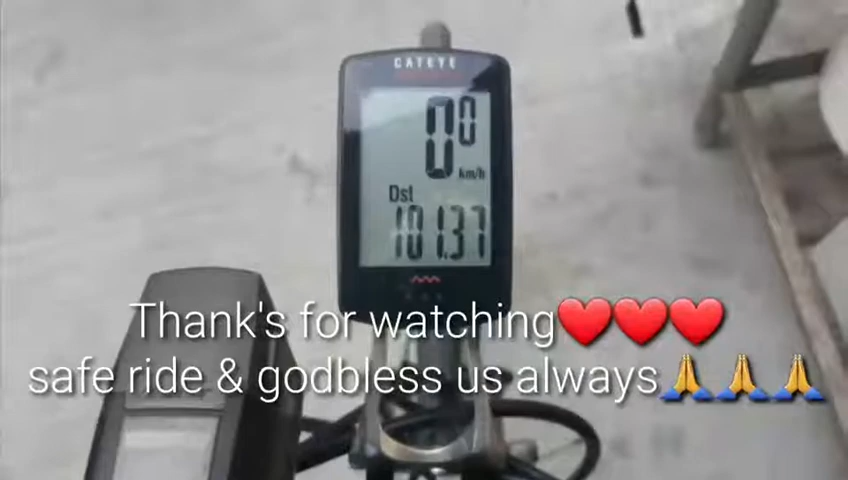 CATEYE
00
km/h
Dst
101.37
Thank's for watching❤️❤️❤️
safe ride & godbless us always🙏🙏🙏